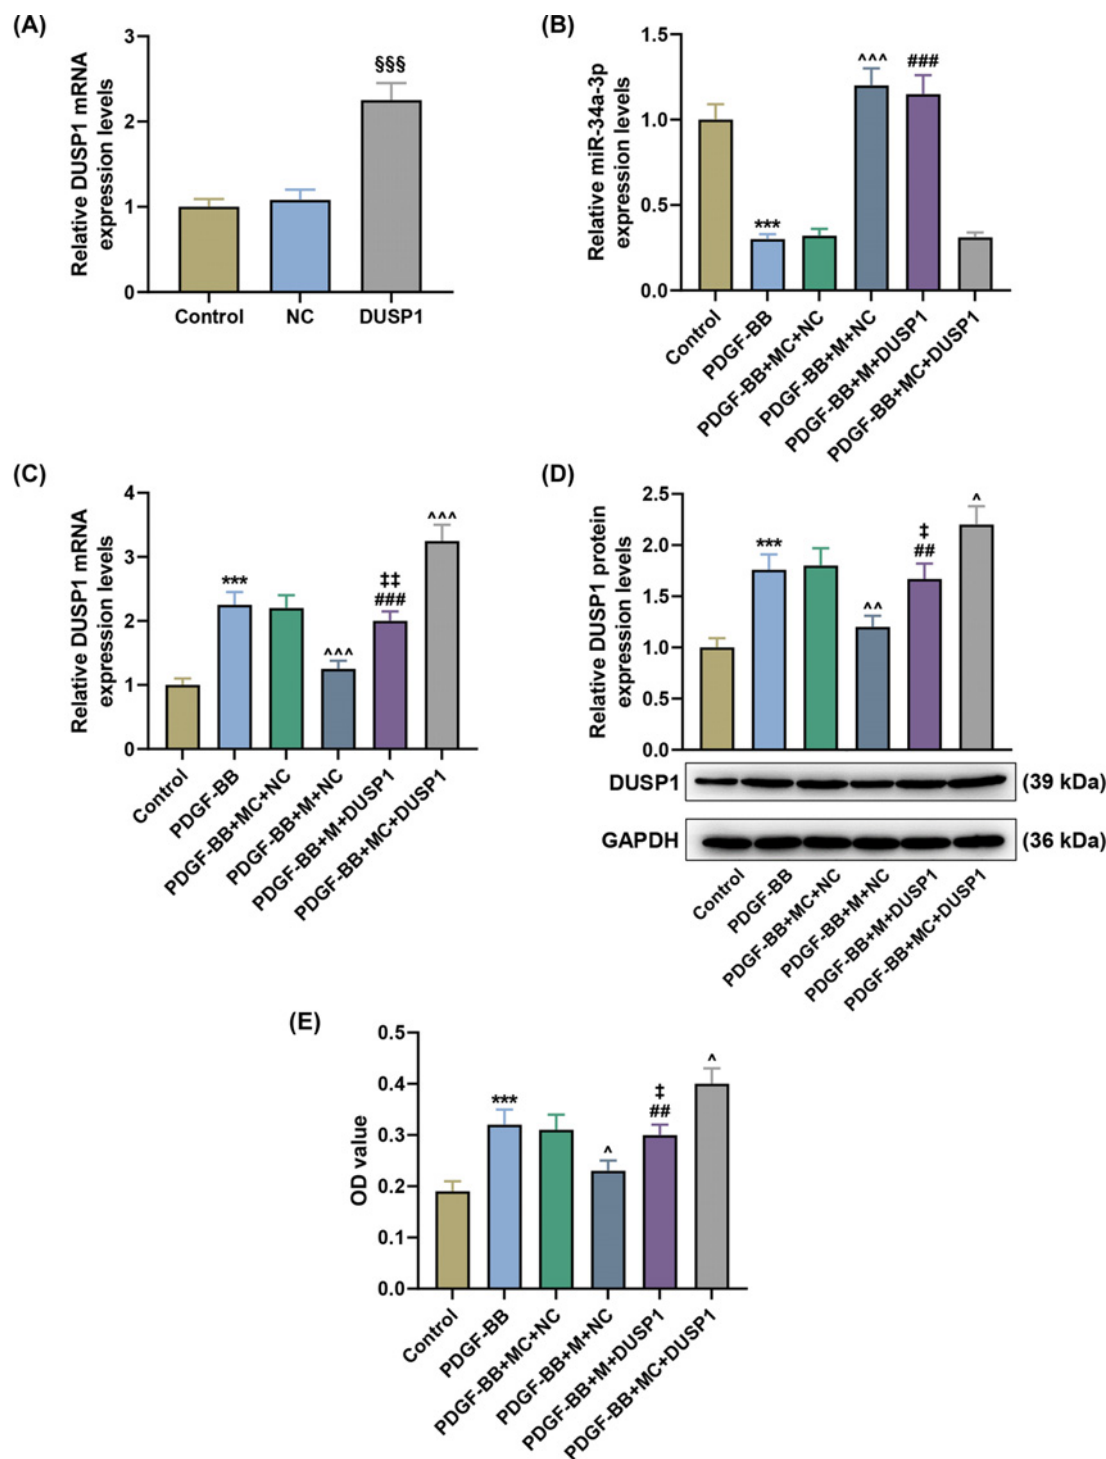 (A)
Relative DUSP1 mRNA
expression levels
3
2
1
0
§§§
Control
NC
DUSP1
(B)
Relative miR-34a-3p
expression levels
1.5
1.0
0.5
0.0
***
^^^
###
Control
PDGF-BB
PDGF-BB+MC+NC
PDGF-BB+M+NC
PDGF-BB+M+DUSP1
PDGF-BB+MC+DUSP1
(C)
Relative DUSP1 mRNA
expression levels
4
3
2
1
0
***
^^^
‡‡
###
^^^
Control
PDGF-BB
PDGF-BB+MC+NC
PDGF-BB+M+NC
PDGF-BB+M+DUSP1
PDGF-BB+MC+DUSP1
(D)
Relative DUSP1 protein
expression levels
2.5
2.0
1.5
1.0
0.5
0.0
***
^^
‡
##
^
DUSP1
(39 kDa)
GAPDH
(36 kDa)
Control
PDGF-BB
PDGF-BB+MC+NC
PDGF-BB+M+NC
PDGF-BB+M+DUSP1
PDGF-BB+MC+DUSP1
(E)
OD value
0.5
0.4
0.3
0.2
0.1
0.0
***
^
‡
##
^
Control
PDGF-BB
PDGF-BB+MC+NC
PDGF-BB+M+NC
PDGF-BB+M+DUSP1
PDGF-BB+MC+DUSP1